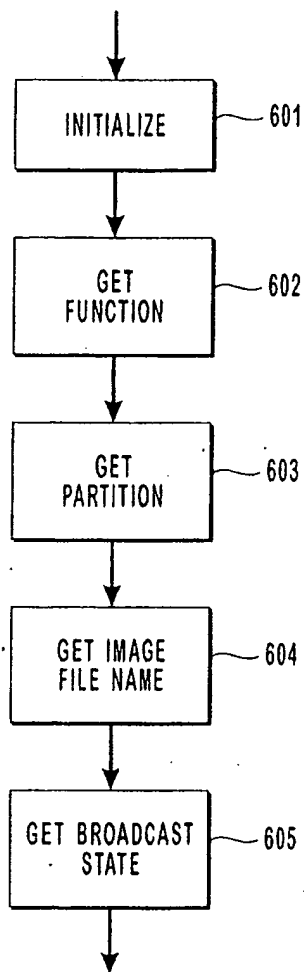 INITIALIZE
601
GET
FUNCTION
602
GET
PARTITION
603
GET IMAGE
FILE NAME
604
GET BROADCAST
STATE
605